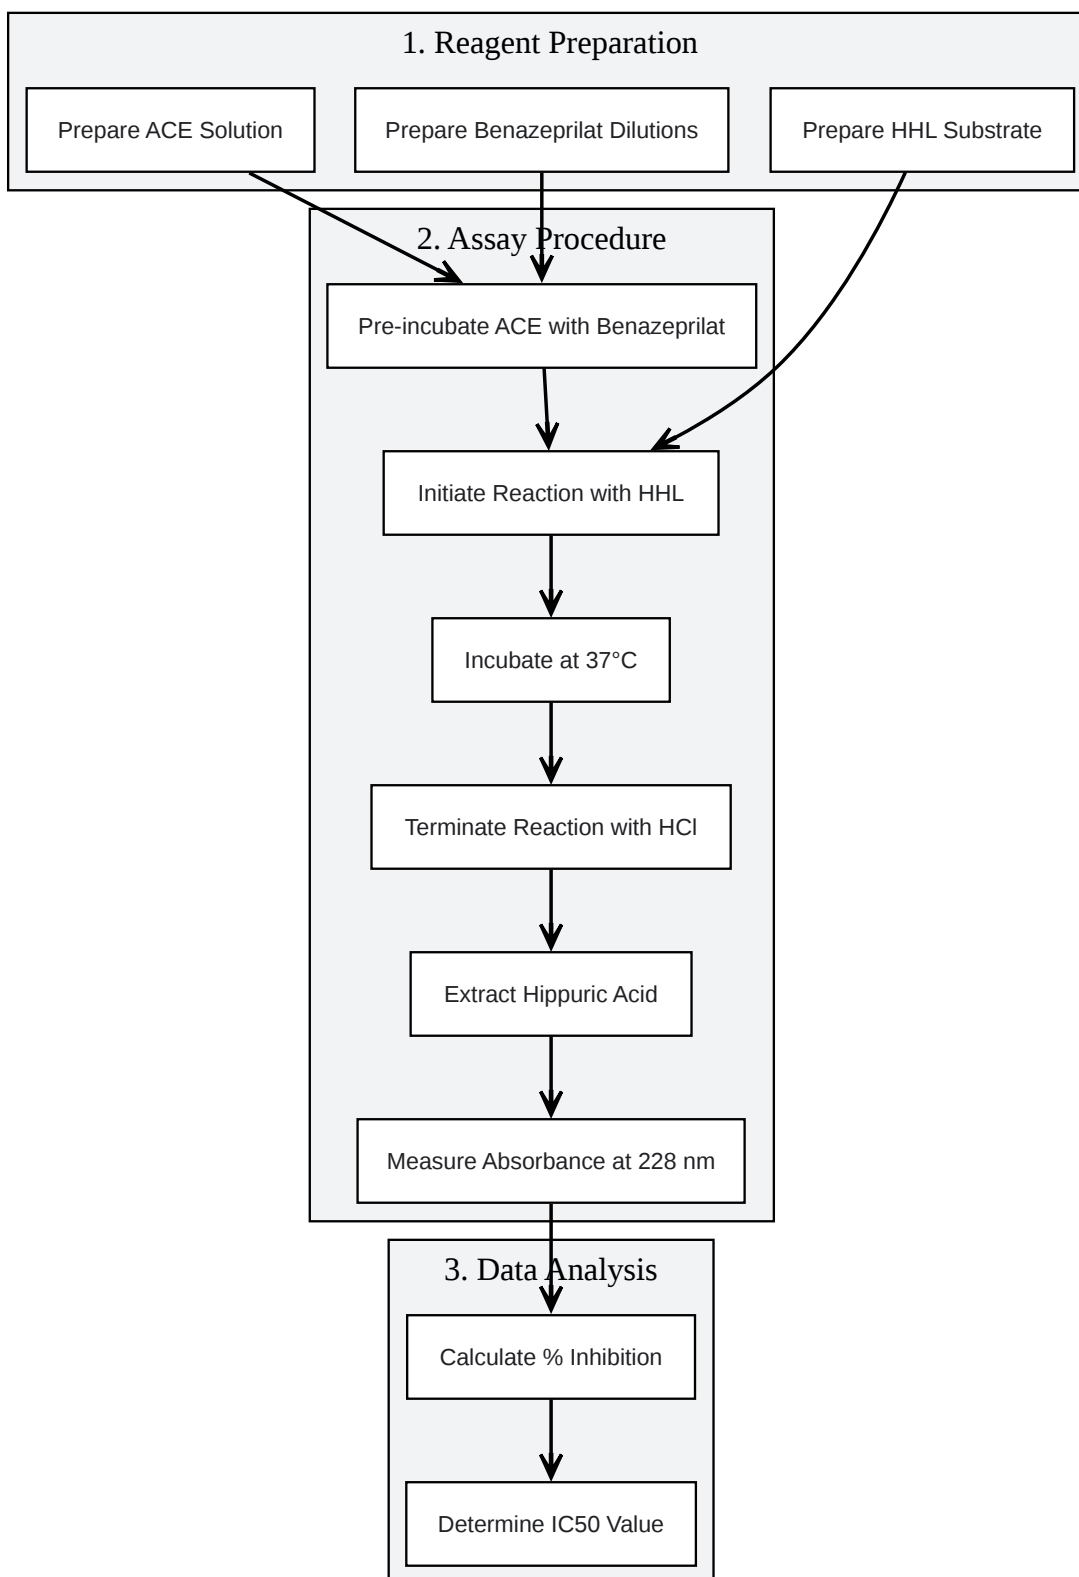 1. Reagent Preparation
Prepare ACE Solution
Prepare Benazeprilat Dilutions
Prepare HHL Substrate
2. Assay Procedure
Pre-incubate ACE with Benazeprilat
Initiate Reaction with HHL
Incubate at 37°C
Terminate Reaction with HCl
Extract Hippuric Acid
Measure Absorbance at 228 nm
3. Data Analysis
Calculate % Inhibition
Determine IC50 Value